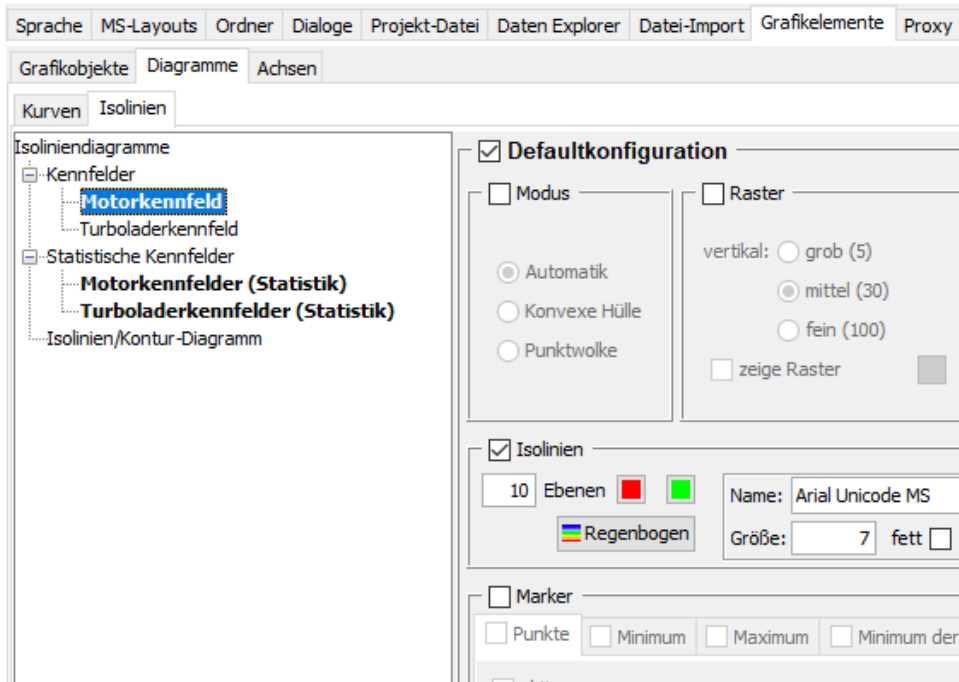 Sprache MS-Layouts Ordner Dialoge Projekt-Datei Daten Explorer Datei-Import Grafikelemente Proxy
Grafikobjekte Diagramme Achsen
Kurven Isolinien
Isoliniendiagramme
Kennfelder
Motorkennfeld
Turboladerkennfeld
Statistische Kennfelder
Motorkennfelder (Statistik)
Turboladerkennfelder (Statistik)
Isolinien/Kontur-Diagramm
Defaultkonfiguration
Modus
Automatik
Konvexe Hülle
Punktwolke
Raster
vertikal: grob (5)
mittel (30)
fein (100)
zeige Raster
Isolinien
10 Ebenen
Regenbogen
Name: Arial Unicode MS
Größe: 7 fett
Marker
Punkte Minimum Maximum Minimum der